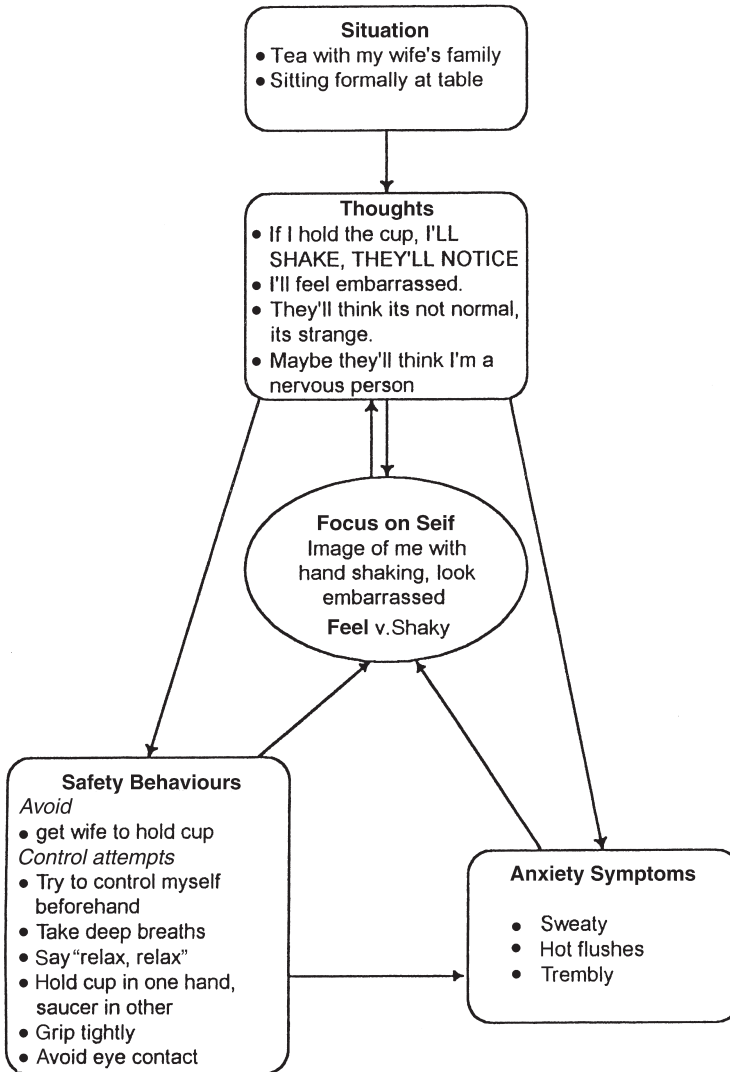 Situation
● Tea with my wife's family
● Sitting formally at table
Thoughts
● If I hold the cup, I'LL
SHAKE, THEY'LL NOTICE
● I'll feel embarrassed.
● They'll think its not normal,
its strange.
● Maybe they'll think I'm a
nervous person
Focus on Seif
Image of me with
hand shaking, look
embarrassed
Feel v.Shaky
Safety Behaviours
Avoid
● get wife to hold cup
Control attempts
● Try to control myself
beforehand
● Take deep breaths
● Say “relax, relax”
● Hold cup in one hand,
saucer in other
● Grip tightly
● Avoid eye contact
Anxiety Symptoms
● Sweaty
● Hot flushes
● Trembly